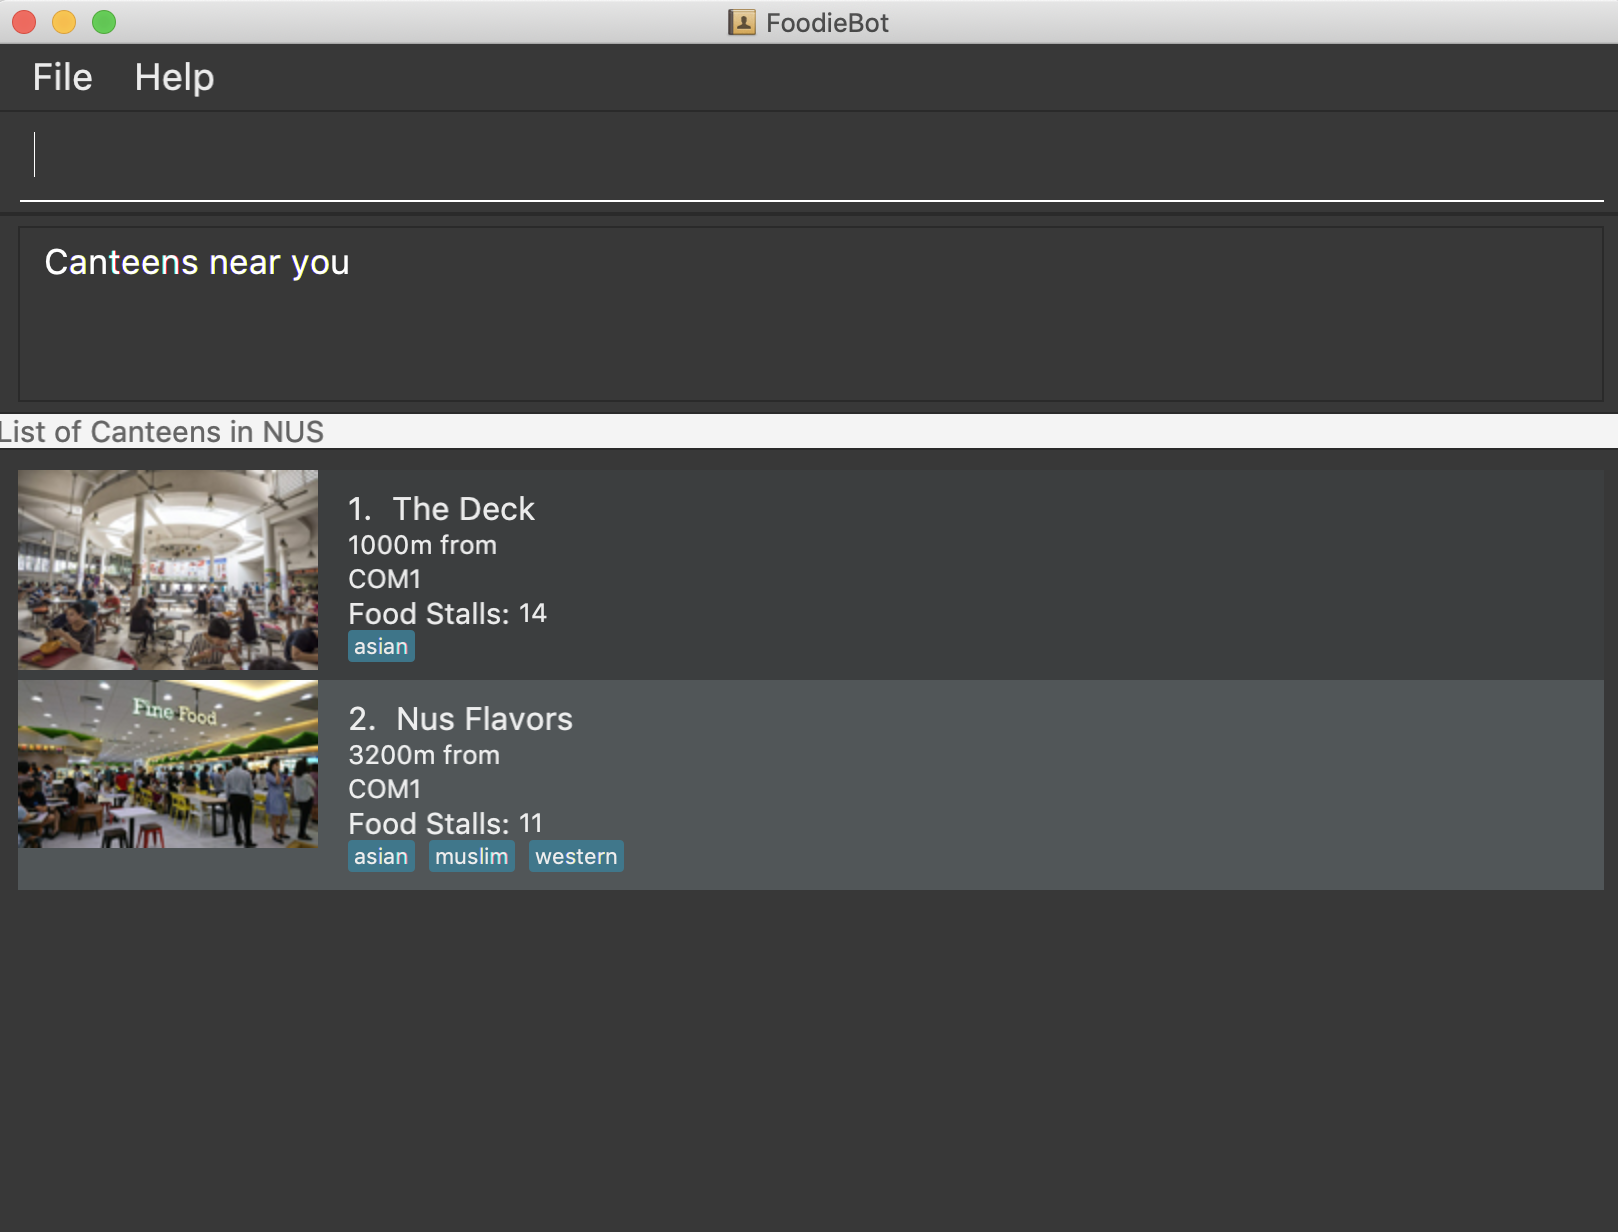 FoodieBot
File Help
Canteens near you
List of Canteens in NUS
1. The Deck
1000m from
COM1
Food Stalls: 14
asian
Fine Food
2. Nus Flavors
3200m from
COM1
Food Stalls: 11
asian muslim western